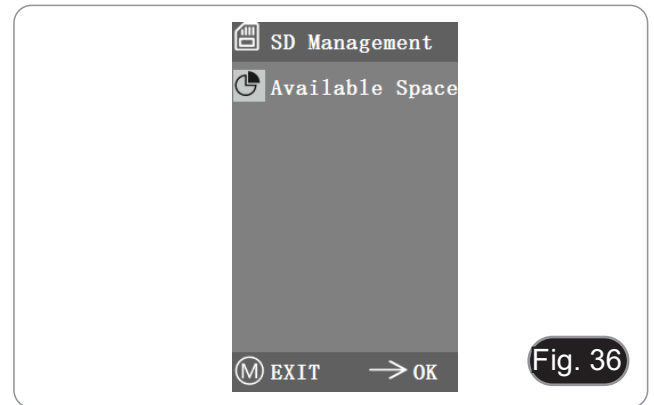 SD Management
Available Space
M EXIT → OK
Fig. 36